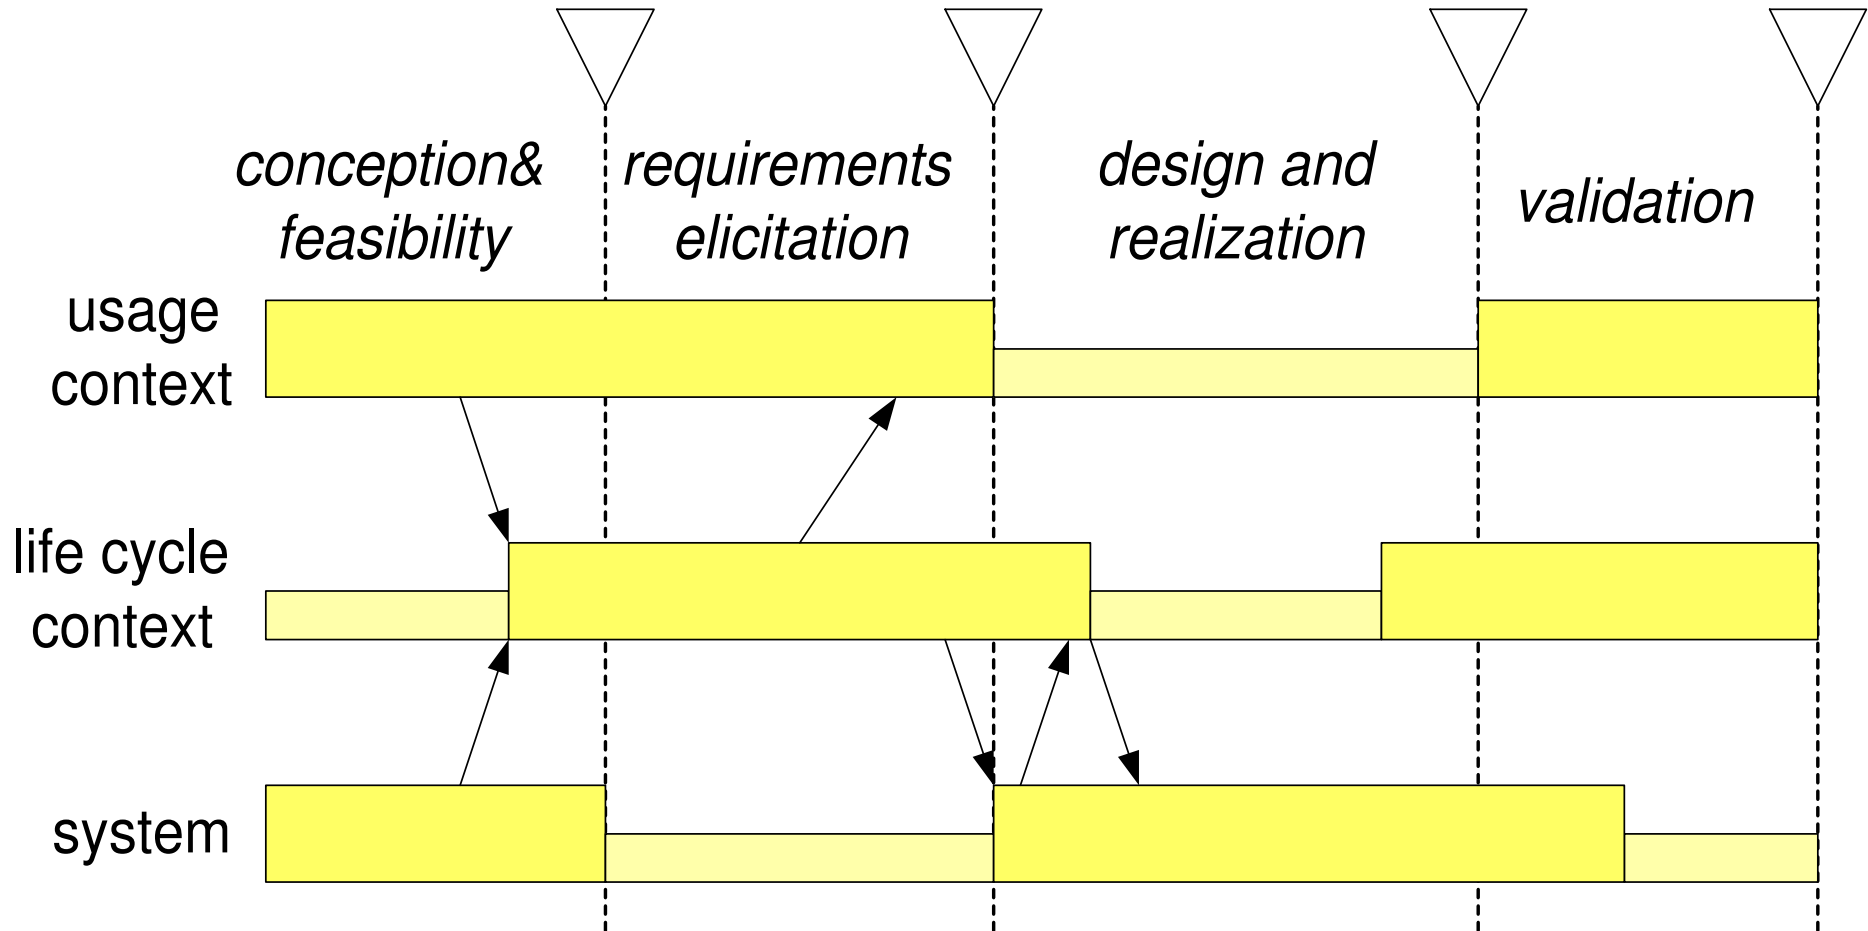 conception&
feasibility
requirements
elicitation
design and
realization
validation
usage
context
life cycle
context
system